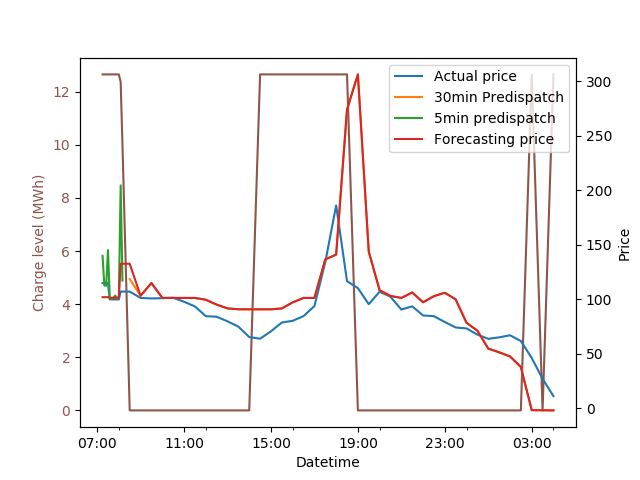 Actual price
30min Predispatch
5min predispatch
Forecasting price
Charge level (MWh)
12
10
8
6
4
2
0
300
250
200
150
100
50
0
Price
07:00 11:00 15:00 19:00 23:00 03:00
Datetime